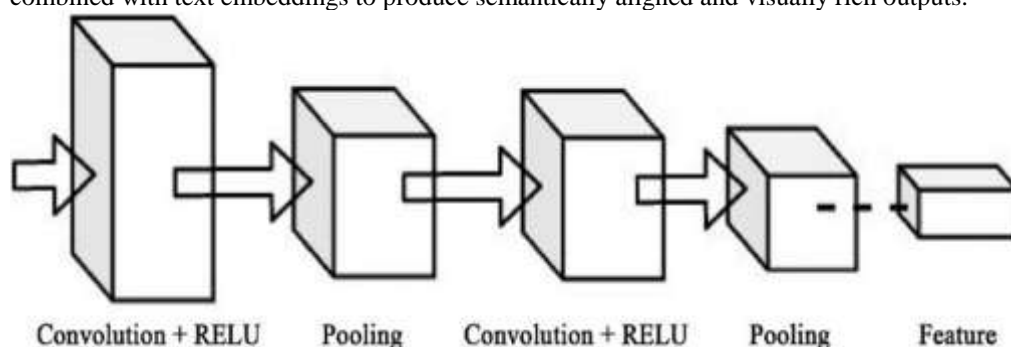 combined with text embeddings to produce semantically aligned and visually rich outputs.
Convolution + RELU Pooling Convolution + RELU Pooling Feature